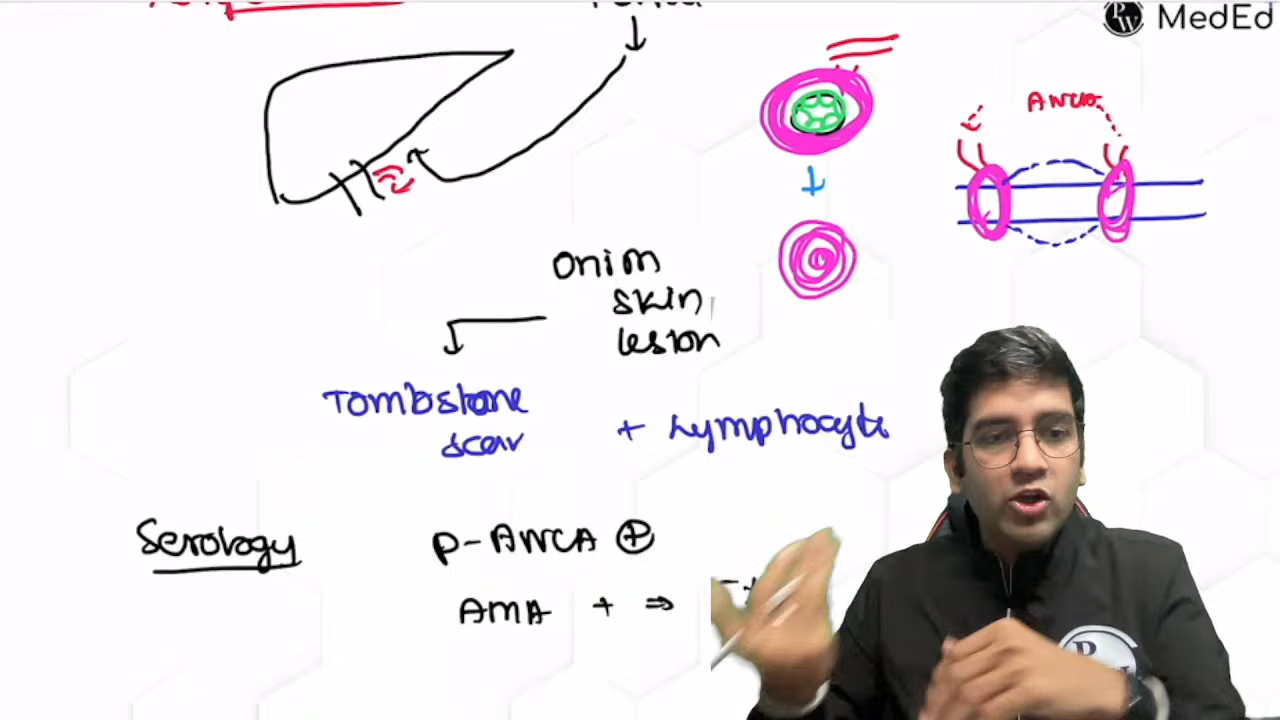 MedEd
ANCA
onion
skin
lesion
Tombstone
scar
+ Lymphocyte
Serology
P-ANCA +
AMA + ⇒